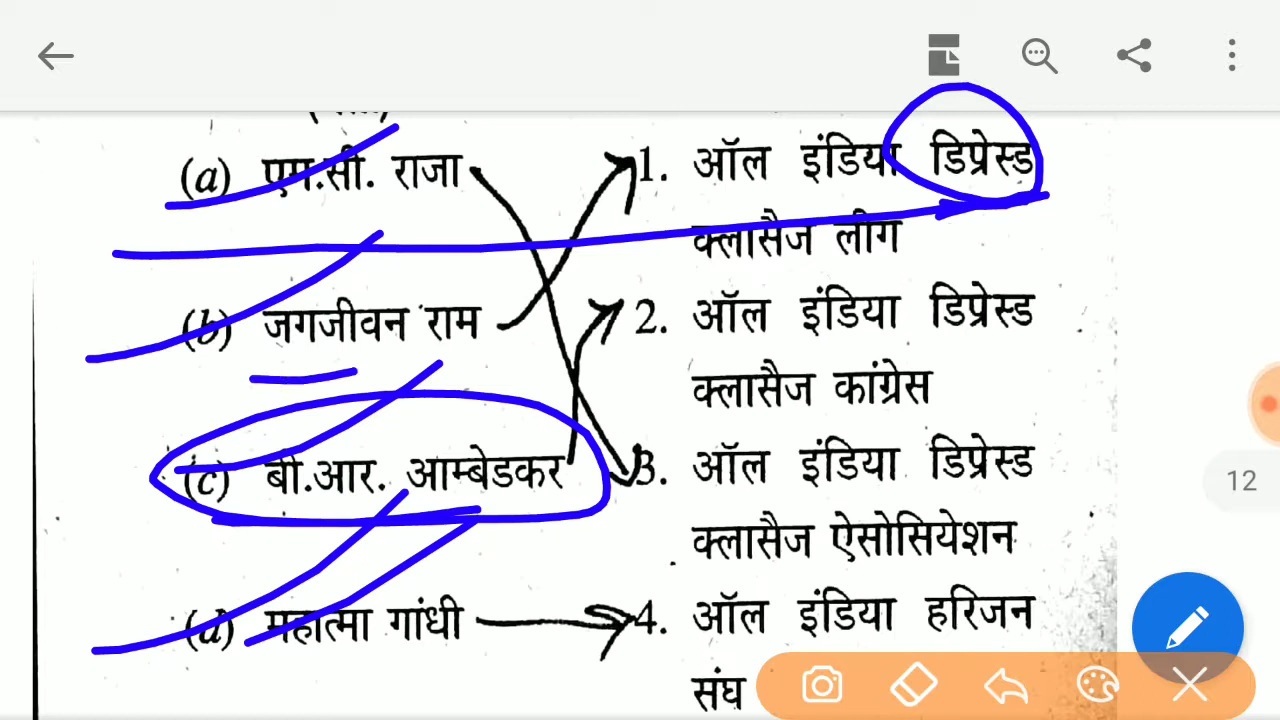 (a) एम.सी. राजा 1. ऑल इंडिया डिप्रेस्ड
क्लासैज लीग
(b) जगजीवन राम 2. ऑल इंडिया डिप्रेस्ड
क्लासैज कांग्रेस
(c) बी.आर. आम्बेडकर 3. ऑल इंडिया डिप्रेस्ड
क्लासैज ऐसोसियेशन
12
(d) महात्मा गांधी 4. ऑल इंडिया हरिजन
संघ